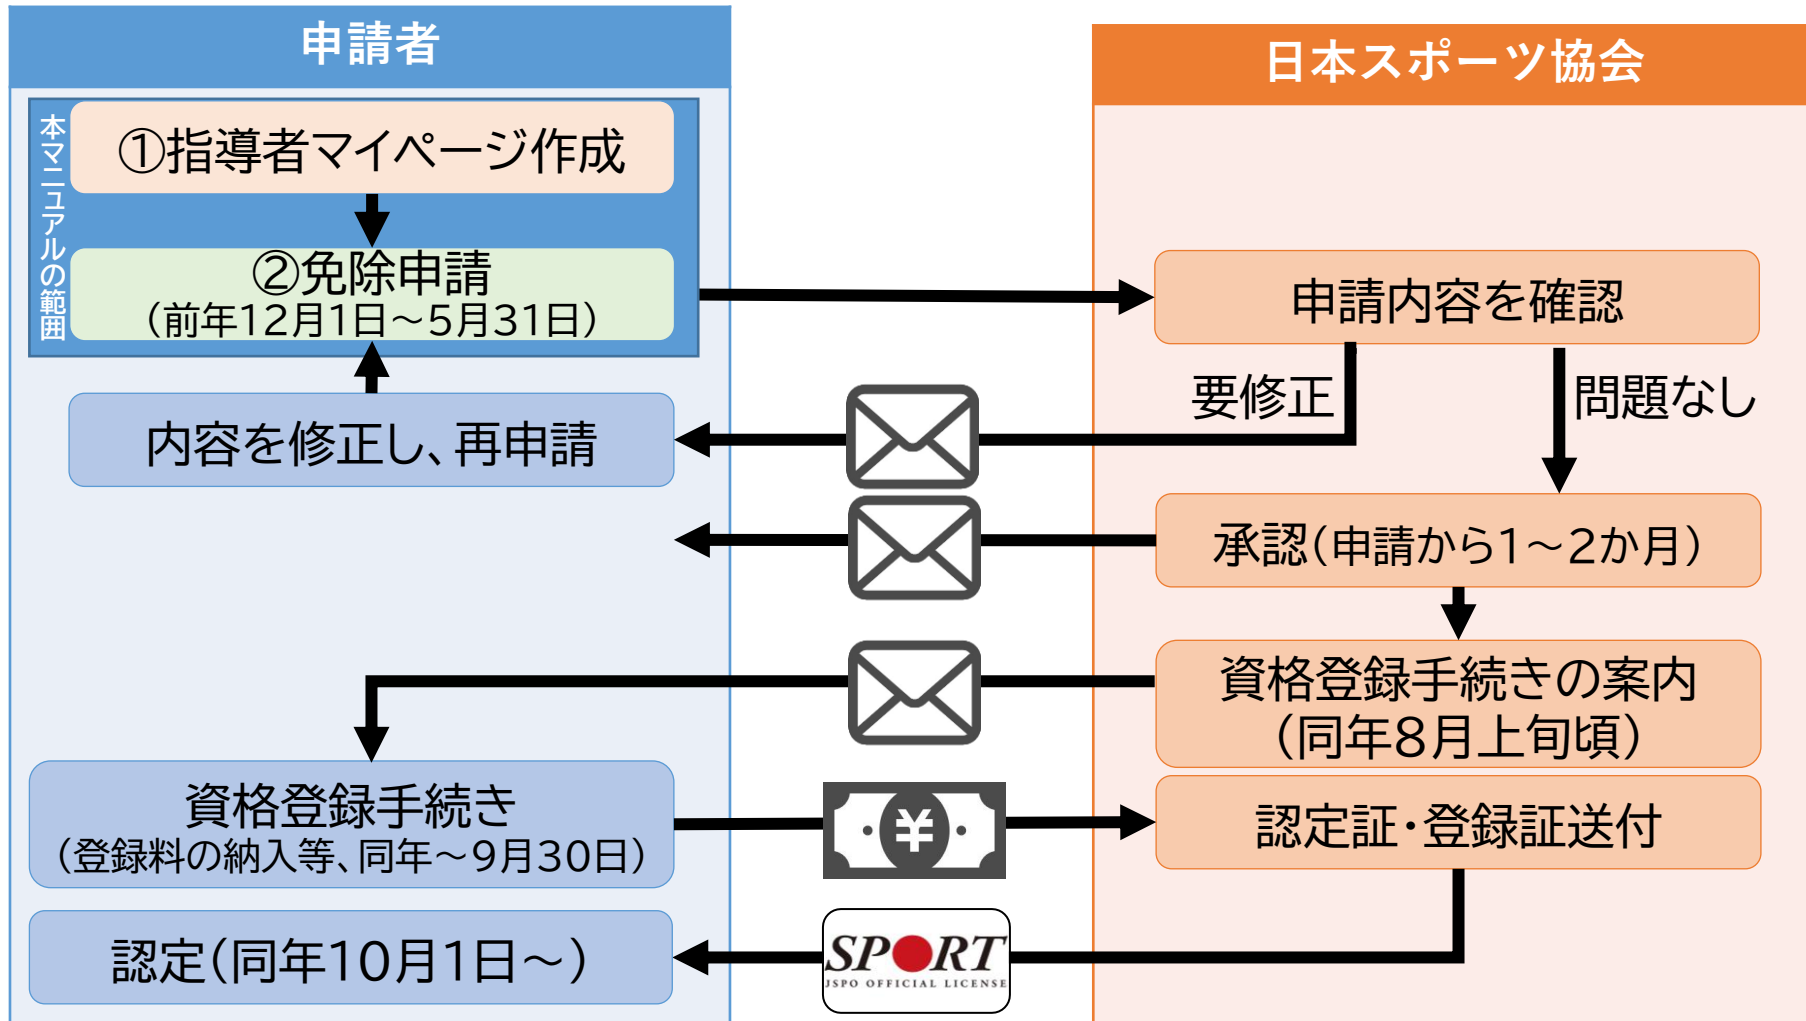 申請者
日本スポーツ協会
本マニュアルの範囲
①指導者マイページ作成
②免除申請
（前年12月1日～5月31日）
申請内容を確認
要修正
問題なし
内容を修正し、再申請
承認（申請から1～2か月）
資格登録手続きの案内
（同年8月上旬頃）
資格登録手続き
（登録料の納入等、同年～9月30日）
¥
認定証・登録証送付
認定（同年10月1日～）
SPORT
JSPO OFFICIAL LICENSE